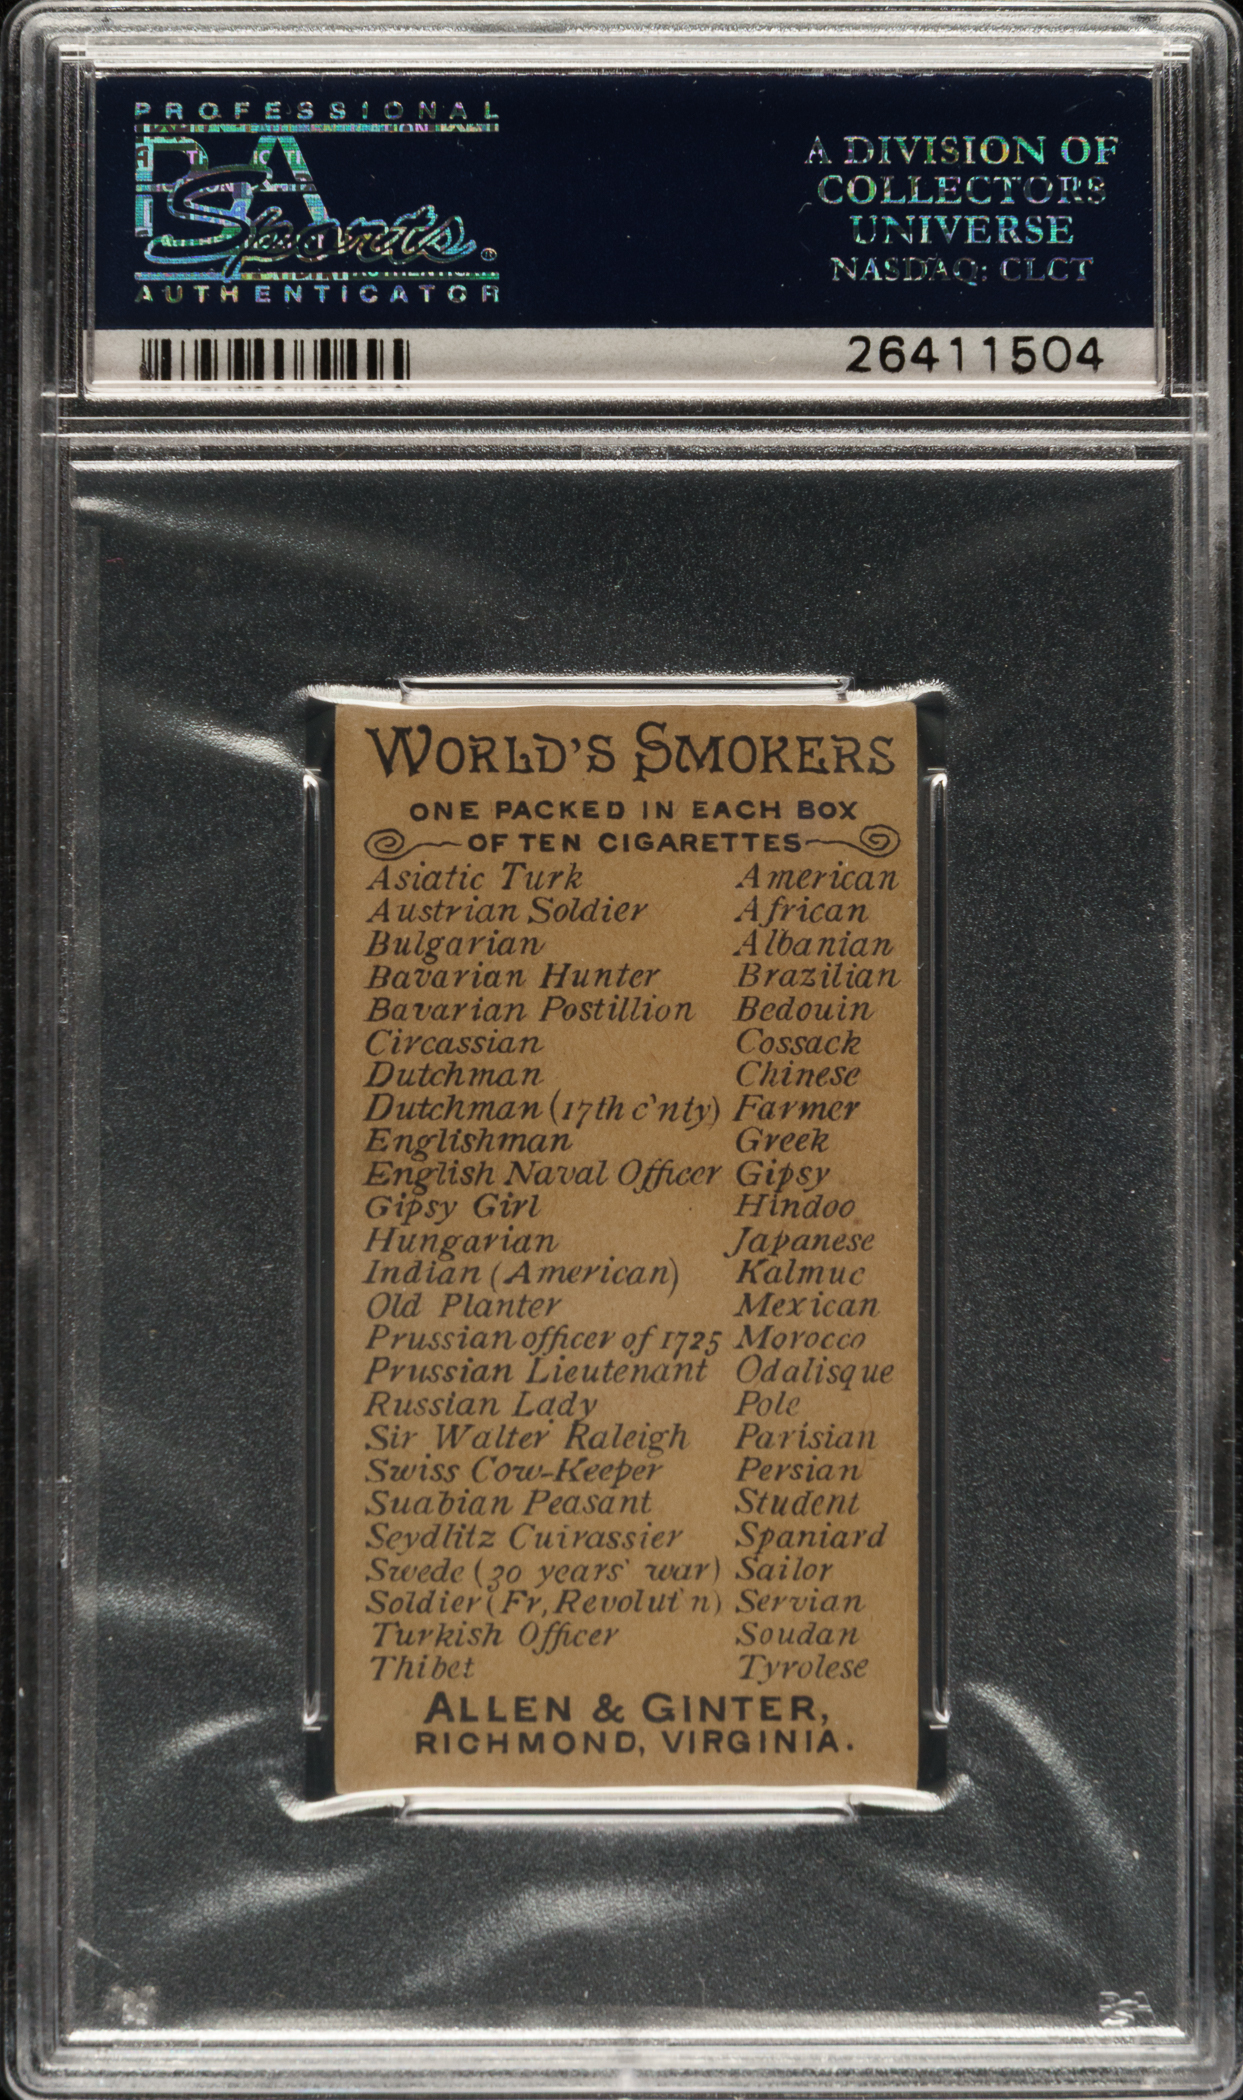 PROFESSIONAL
PSA
Sports ®
AUTHENTICATOR
A DIVISION OF
COLLECTORS
UNIVERSE
NASDAQ: CLCT
26411504
WORLD'S SMOKERS
ONE PACKED IN EACH BOX
OF TEN CIGARETTES
Asiatic Turk American
Austrian Soldier African
Bulgarian Albanian
Bavarian Hunter Brazilian
Bavarian Postillion Bedouin
Circassian Cossack
Dutchman Chinese
Dutchman (17th c'nty) Farmer
Englishman Greek
English Naval Officer Gipsy
Gipsy Girl Hindoo
Hungarian Japanese
Indian (American) Kalmuc
Old Planter Mexican
Prussian officer of 1725 Morocco
Prussian Lieutenant Odalisque
Russian Lady Pole
Sir Walter Raleigh Parisian
Swiss Cow-Keeper Persian
Suabian Peasant Student
Seydlitz Cuirassier Spaniard
Swede (30 years' war) Sailor
Soldier (Fr, Revolut'n) Servian
Turkish Officer Soudan
Thibet Tyrolese
ALLEN & GINTER,
RICHMOND, VIRGINIA.
PSA